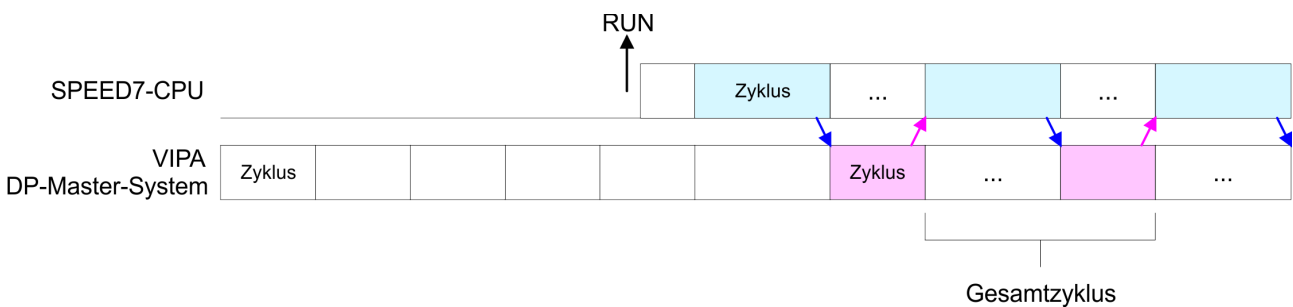 RUN
SPEED7-CPU
Zyklus
...
...
VIPA
DP-Master-System
Zyklus
Zyklus
...
...
Gesamtzyklus